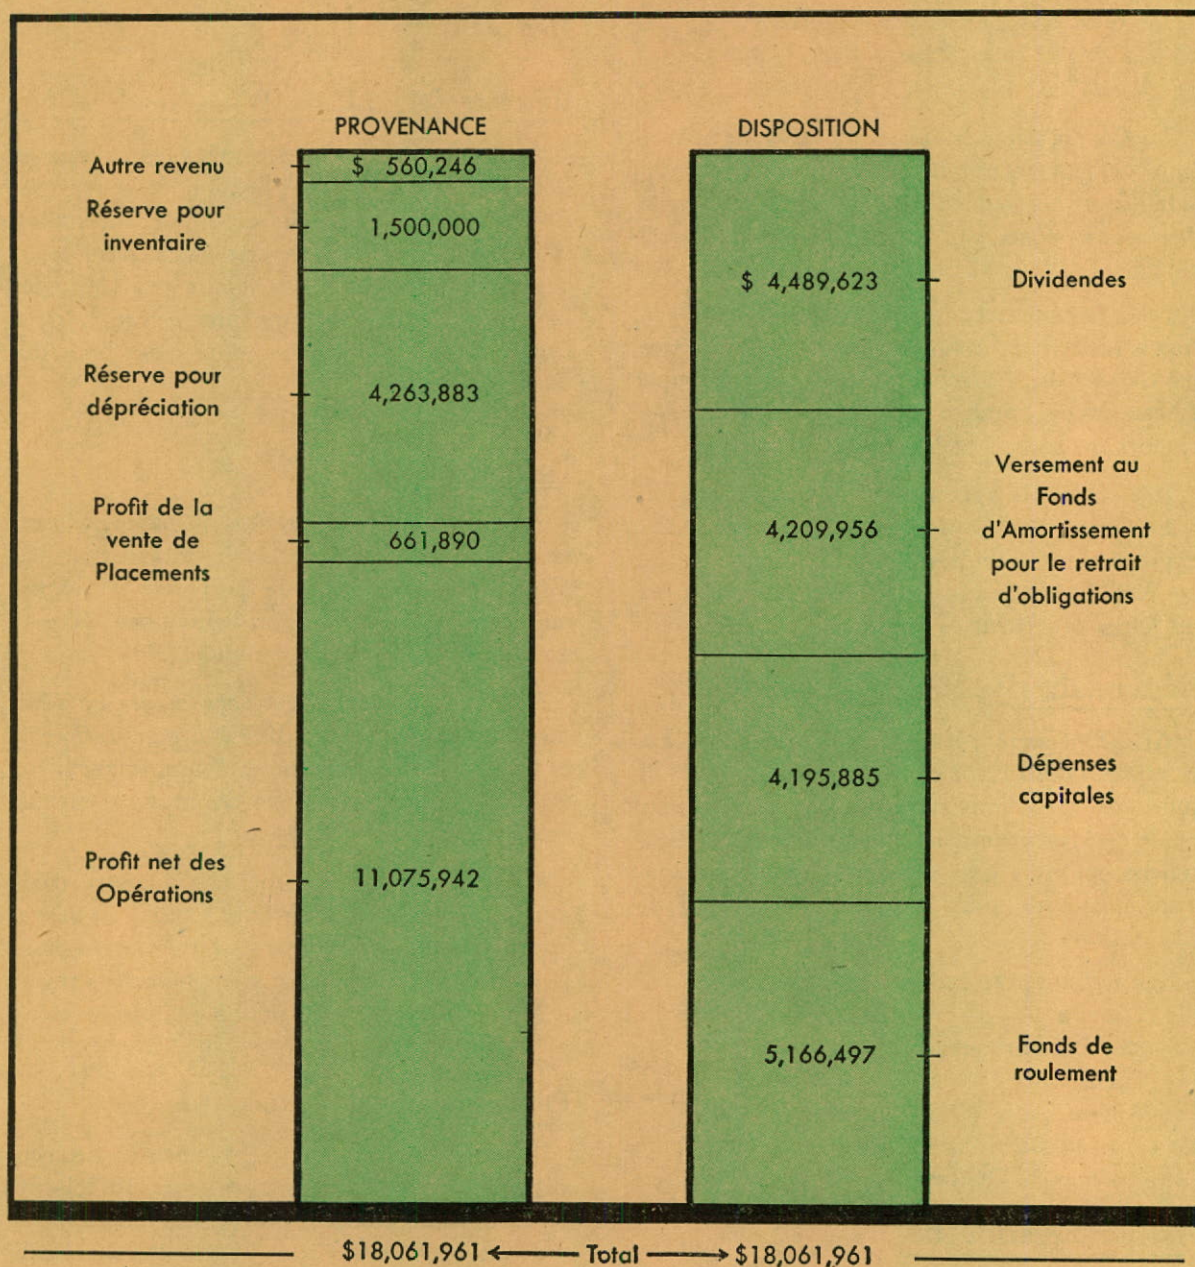 PROVENANCE
Autre revenu
$ 560,246
Réserve pour
inventaire
1,500,000
Réserve pour
dépréciation
4,263,883
Profit de la
vente de
Placements
661,890
Profit net des
Opérations
11,075,942
DISPOSITION
$ 4,489,623
Dividendes
4,209,956
Versement au
Fonds
d'Amortissement
pour le retrait
d'obligations
4,195,885
Dépenses
capitales
5,166,497
Fonds de
roulement
$18,061,961 ← Total → $18,061,961